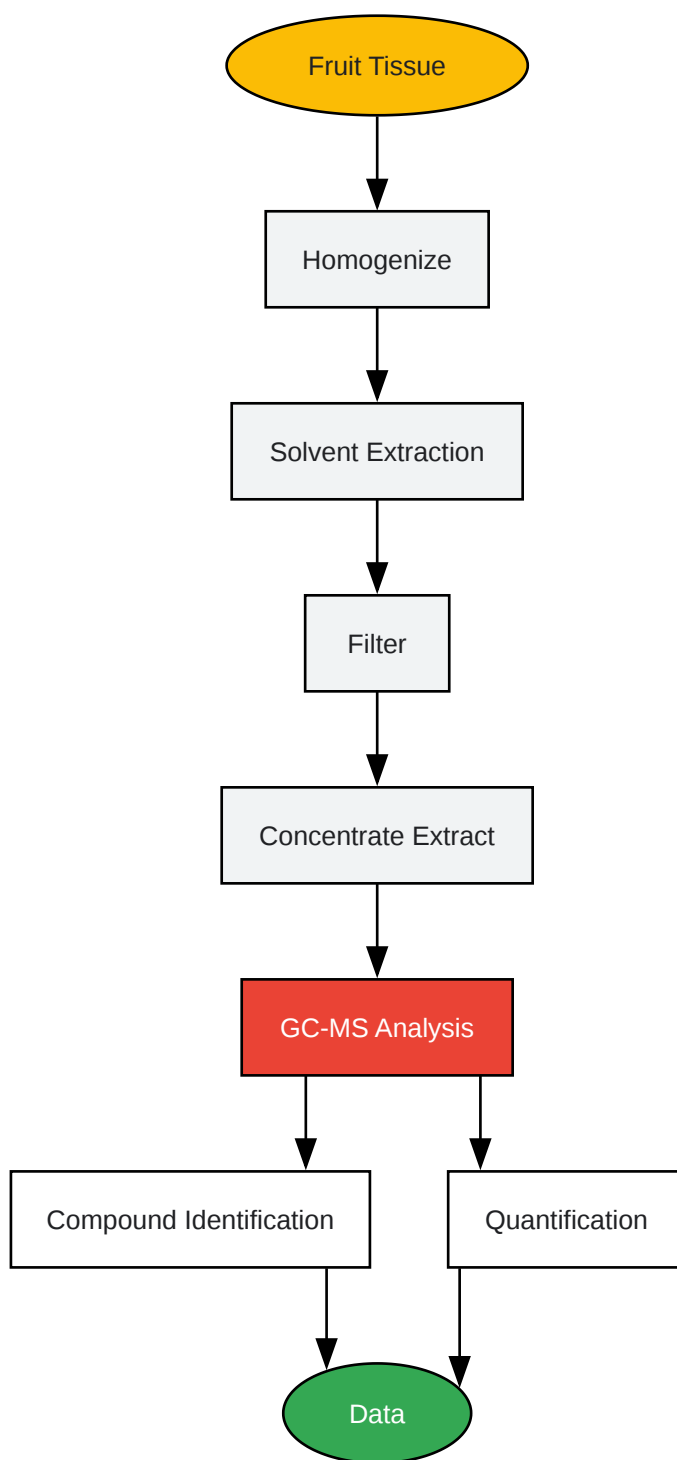 Fruit Tissue
Homogenize
Solvent Extraction
Filter
Concentrate Extract
GC-MS Analysis
Compound Identification
Quantification
Data